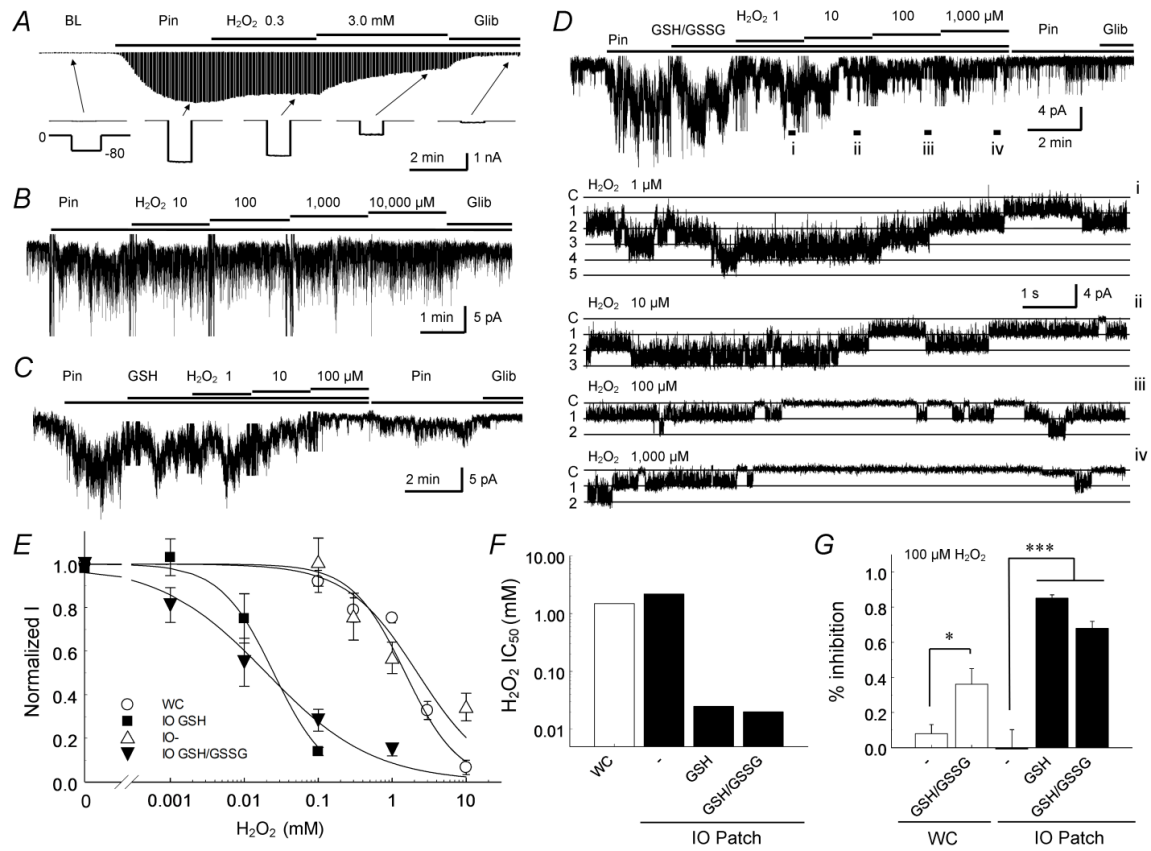 A
BL
Pin
H₂O₂ 0.3
3.0 mM
Glib
0
-80
2 min
1 nA
B
Pin
H₂O₂ 10
100
1,000
10,000 µM
Glib
1 min
5 pA
C
Pin
GSH
H₂O₂ 1
10
100 µM
Pin
Glib
2 min
5 pA
D
Pin
GSH/GSSG
H₂O₂ 1
10
100
1,000 µM
Pin
Glib
4 pA
2 min
i
ii
iii
iv
H₂O₂ 1 µM
i
C
1
2
3
4
5
1 s
4 pA
H₂O₂ 10 µM
ii
C
1
2
3
H₂O₂ 100 µM
iii
C
1
2
H₂O₂ 1,000 µM
iv
C
1
2
E
Normalized I
1.0
0.8
0.6
0.4
0.2
0.0
WC
IO GSH
IO-
IO GSH/GSSG
0
0.001
0.01
0.1
1
10
H₂O₂ (mM)
F
H₂O₂ IC₅₀ (mM)
10.00
1.00
0.10
0.01
WC
-
GSH
GSH/GSSG
IO Patch
G
100 µM H₂O₂
% inhibition
1.0
0.8
0.6
0.4
0.2
0.0
*
***
-
GSH/GSSG
-
GSH
GSH/GSSG
WC
IO Patch